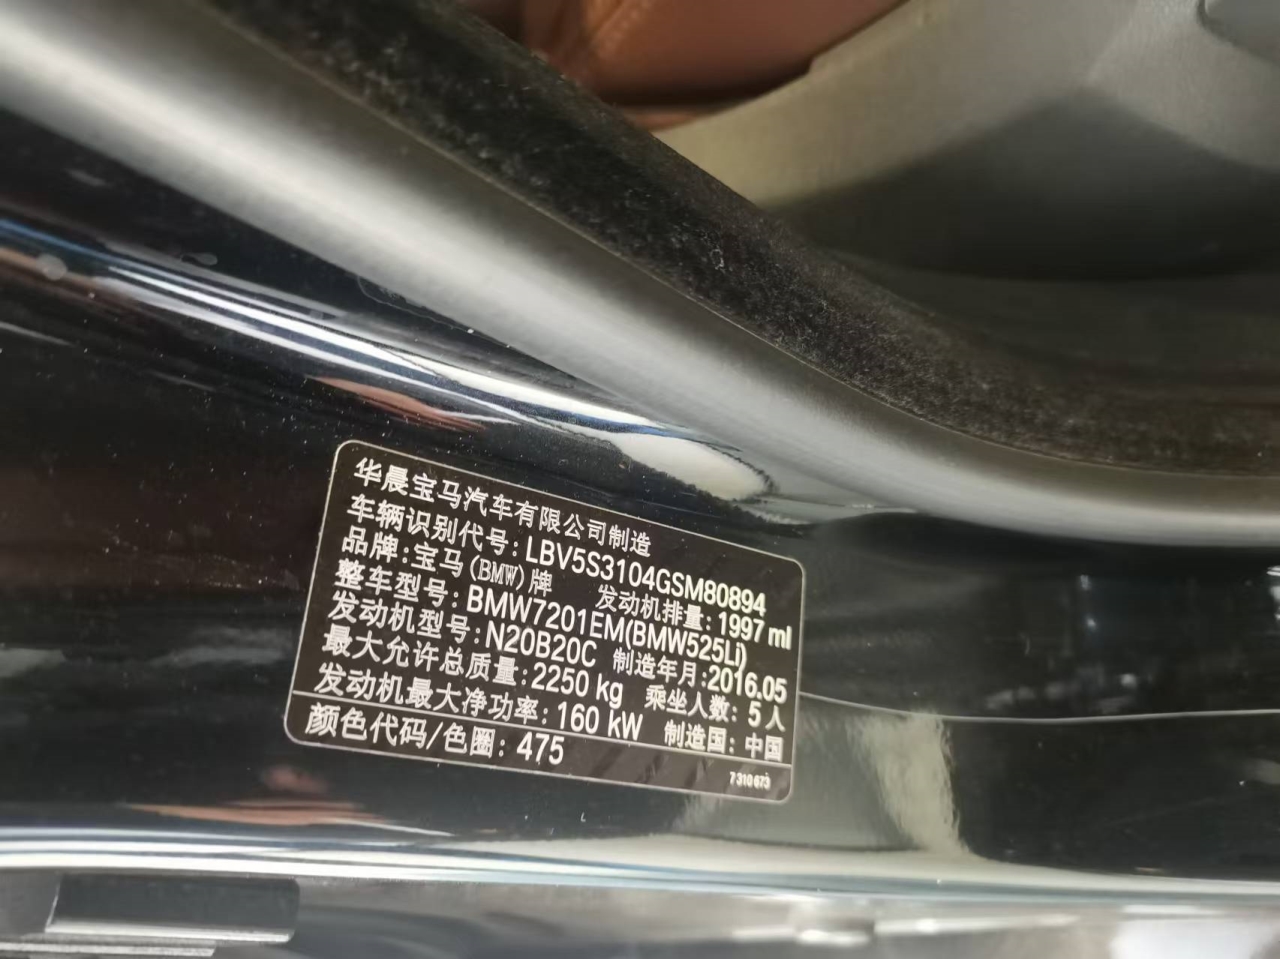 华晨宝马汽车有限公司制造
车辆识别代号: LBV5S3104GSM80894
品牌: 宝马(BMW)牌 发动机排量: 1997 ml
整车型号: BMW7201EM(BMW525Li)
发动机型号: N20B20C 制造年月: 2016.05
最大允许总质量: 2250 kg 乘坐人数: 5人
发动机最大净功率: 160 kW 制造国: 中国
颜色代码/色圈: 475
7310673